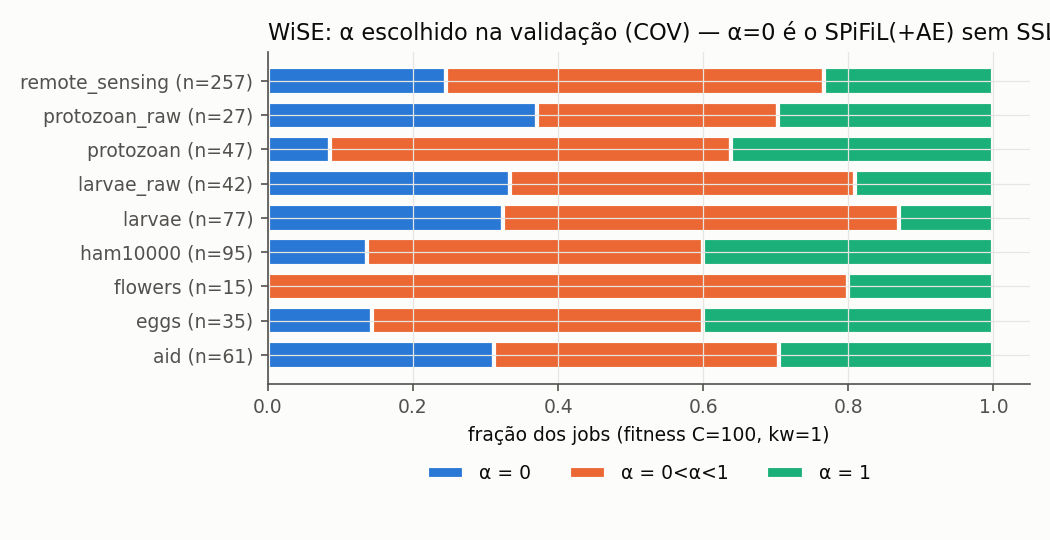 WiSE: α escolhido na validação (COV) — α=0 é o SPiFiL(+AE) sem SSL
remote_sensing (n=257)
protozoan_raw (n=27)
protozoan (n=47)
larvae_raw (n=42)
larvae (n=77)
ham10000 (n=95)
flowers (n=15)
eggs (n=35)
aid (n=61)
0.0 0.2 0.4 0.6 0.8 1.0
fração dos jobs (fitness C=100, kw=1)
α = 0 α = 0<α<1 α = 1